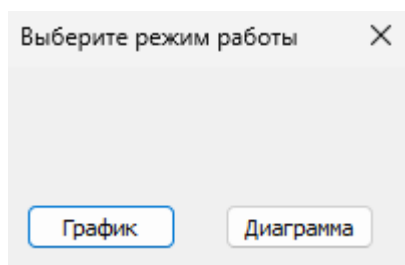 Выберите режим работы
График
Диаграмма